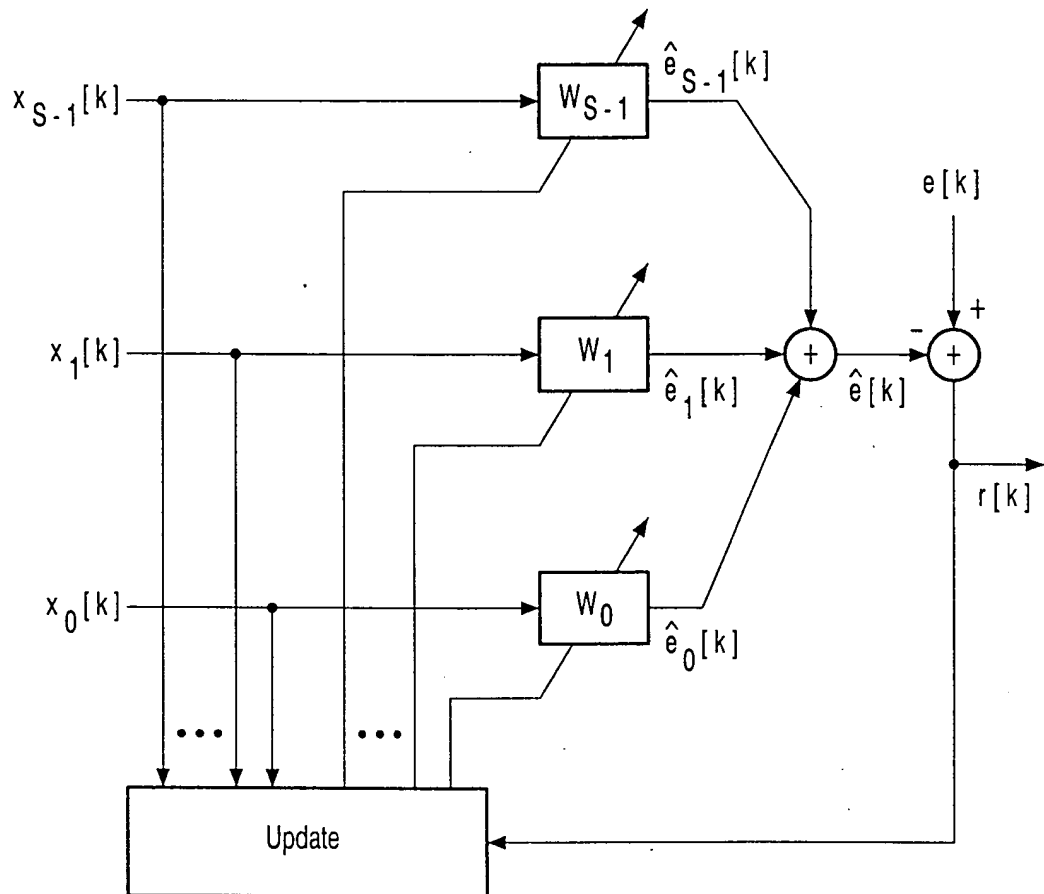 x_{S-1}[k]
W_{S-1}
ê_{S-1}[k]
e[k]
+
-
x_1[k]
W_1
ê_1[k]
+
ê[k]
+
r[k]
x_0[k]
W_0
ê_0[k]
•••
•••
Update